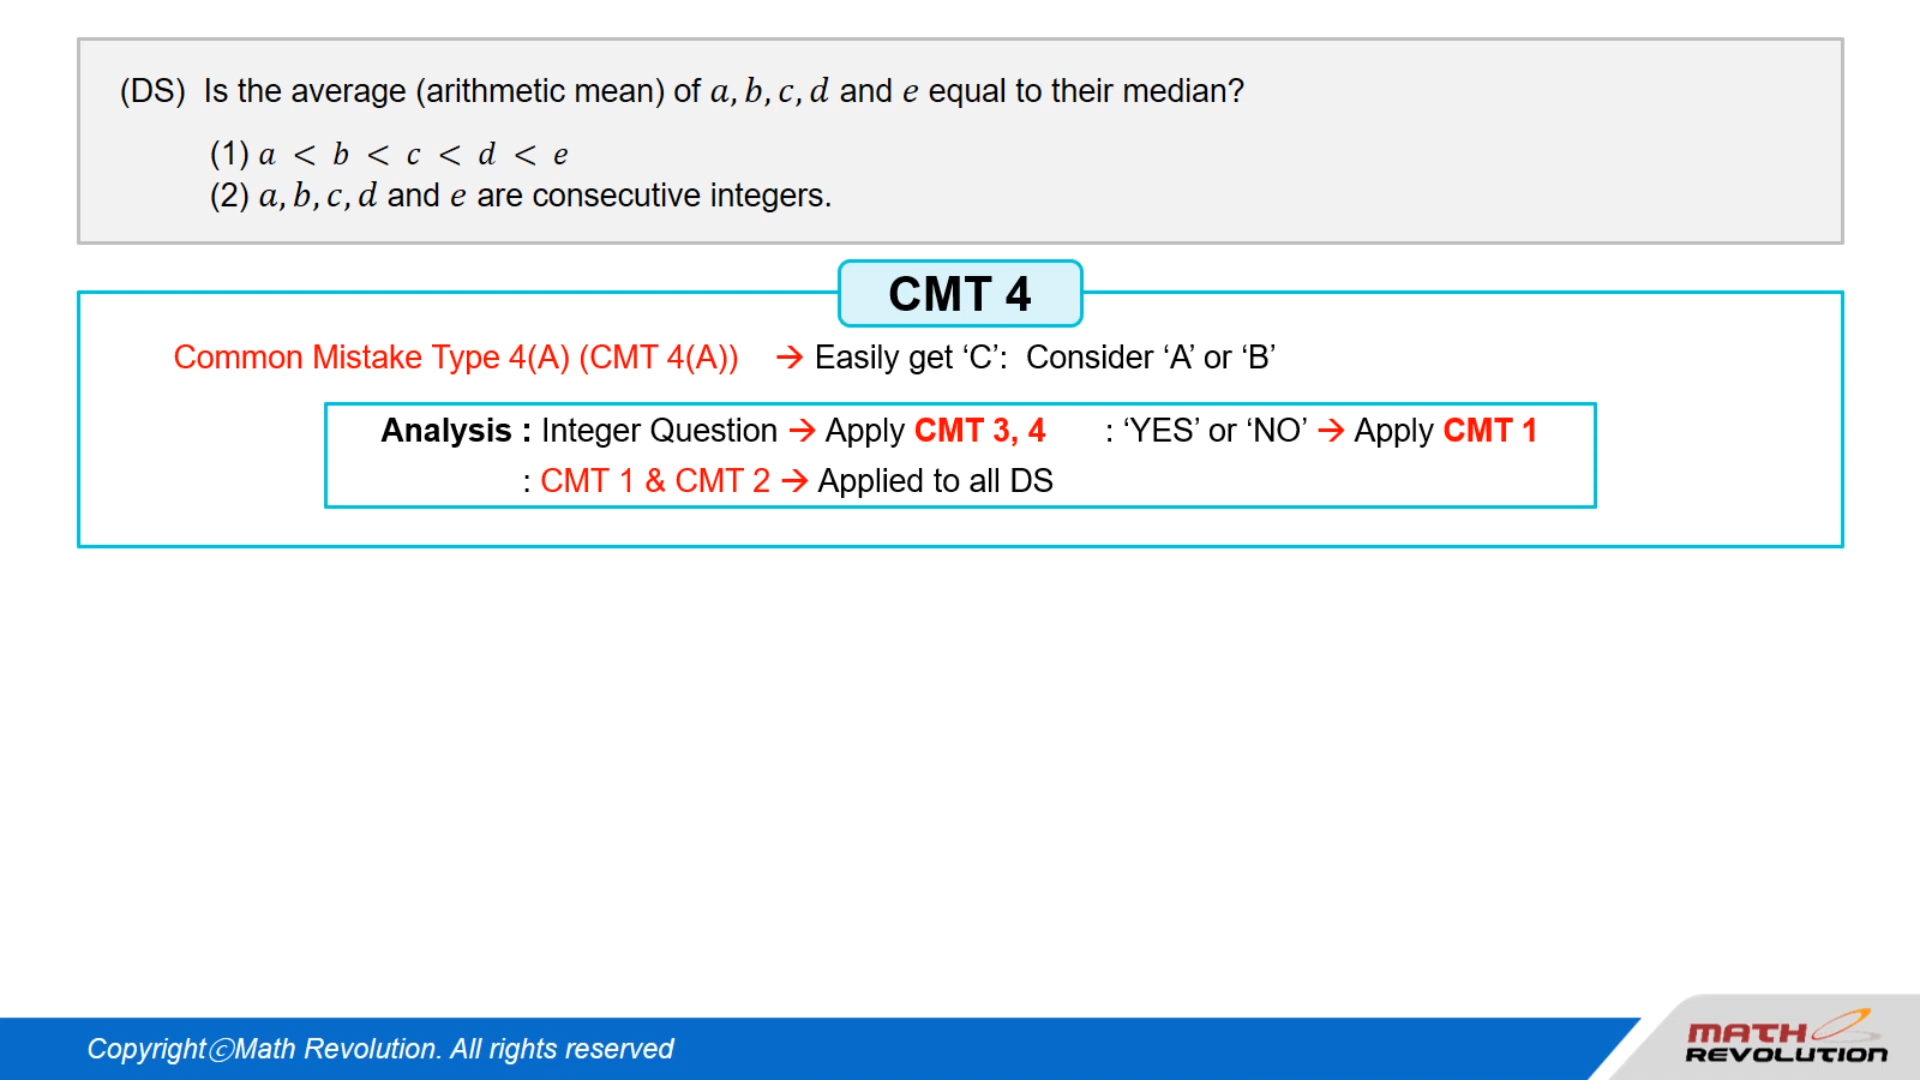 (DS) Is the average (arithmetic mean) of a, b, c, d and e equal to their median?
(1) a < b < c < d < e
(2) a, b, c, d and e are consecutive integers.
CMT 4
Common Mistake Type 4(A) (CMT 4(A)) → Easily get ‘C’: Consider ‘A’ or ‘B’
Analysis : Integer Question → Apply CMT 3, 4 : ‘YES’ or ‘NO’ → Apply CMT 1
: CMT 1 & CMT 2 → Applied to all DS
CopyrightⓒMath Revolution. All rights reserved
MATH
REVOLUTION